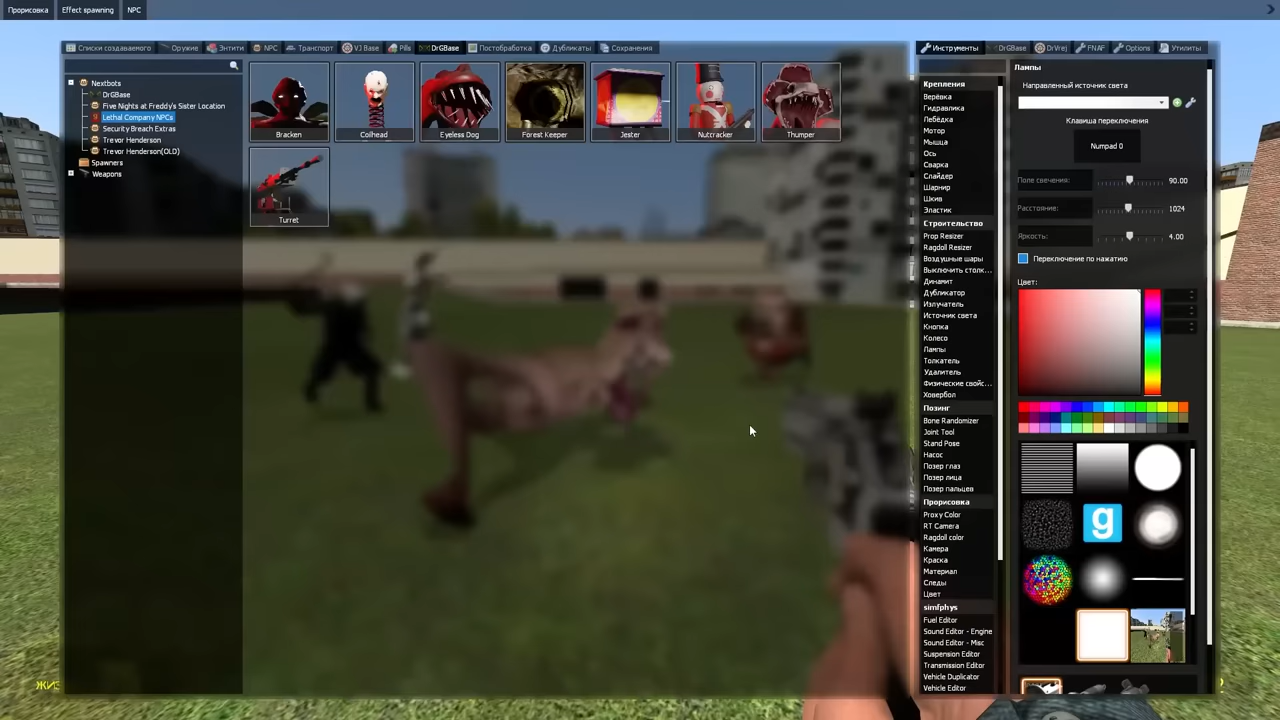 Прорисовка Effect spawning NPC
Списки создаваемого Оружие Энтити NPC Транспорт VJ Base Pills DrGBase Постобработка Дубликаты Сохранения
Nextbots
DrGBase
Five Nights at Freddy's Sister Location
Lethal Company NPCs
Security Breach Extras
Trevor Henderson
Trevor Henderson(OLD)
Spawners
Weapons
Bracken Coilhead Eyeless Dog Forest Keeper Jester Nutcracker Thumper
Turret
Инструменты DrGBase DrVrej FNAF Options Утилиты
Крепления
Верёвка
Гидравлика
Лебёдка
Мотор
Мышца
Ось
Сварка
Слайдер
Шарнир
Шкив
Эластик
Строительство
Prop Resizer
Ragdoll Resizer
Воздушные шары
Выключить столк...
Динамит
Дубликатор
Излучатель
Источник света
Кнопка
Колесо
Лампы
Толкатель
Удалитель
Физические свойс...
Ховербол
Позинг
Bone Randomizer
Joint Tool
Stand Pose
Насос
Позер глаз
Позер лица
Позер пальцев
Прорисовка
Proxy Color
RT Camera
Ragdoll color
Камера
Краска
Материал
Следы
Цвет
simfphys
Fuel Editor
Sound Editor - Engine
Sound Editor - Misc
Suspension Editor
Transmission Editor
Vehicle Duplicator
Vehicle Editor
Лампы
Направленный источник света
Клавиша переключения
Numpad 0
Поле свечения: 90.00
Расстояние: 1024
Яркость: 4.00
Переключение по нажатию
Цвет:
g